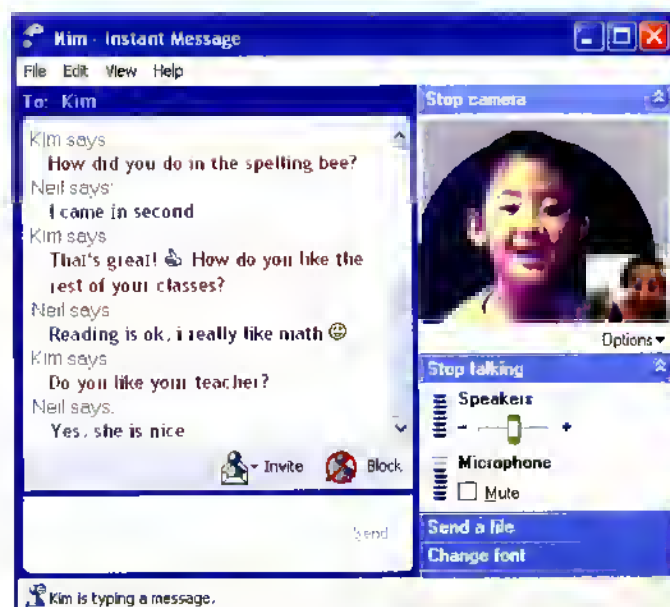 Kim - Instant Message
File Edit View Help
To: Kim
Stop camera
Kim says
How did you do in the spelling bee?
Neil says:
I came in second
Kim says
That's great! How do you like the
rest of your classes?
Neil says
Reading is ok, i really like math
Kim says
Do you like your teacher?
Neil says.
Yes, she is nice
Invite Block
Send
Options
Stop talking
Speakers
- +
Microphone
Mute
Send a file
Change font
Kim is typing a message.